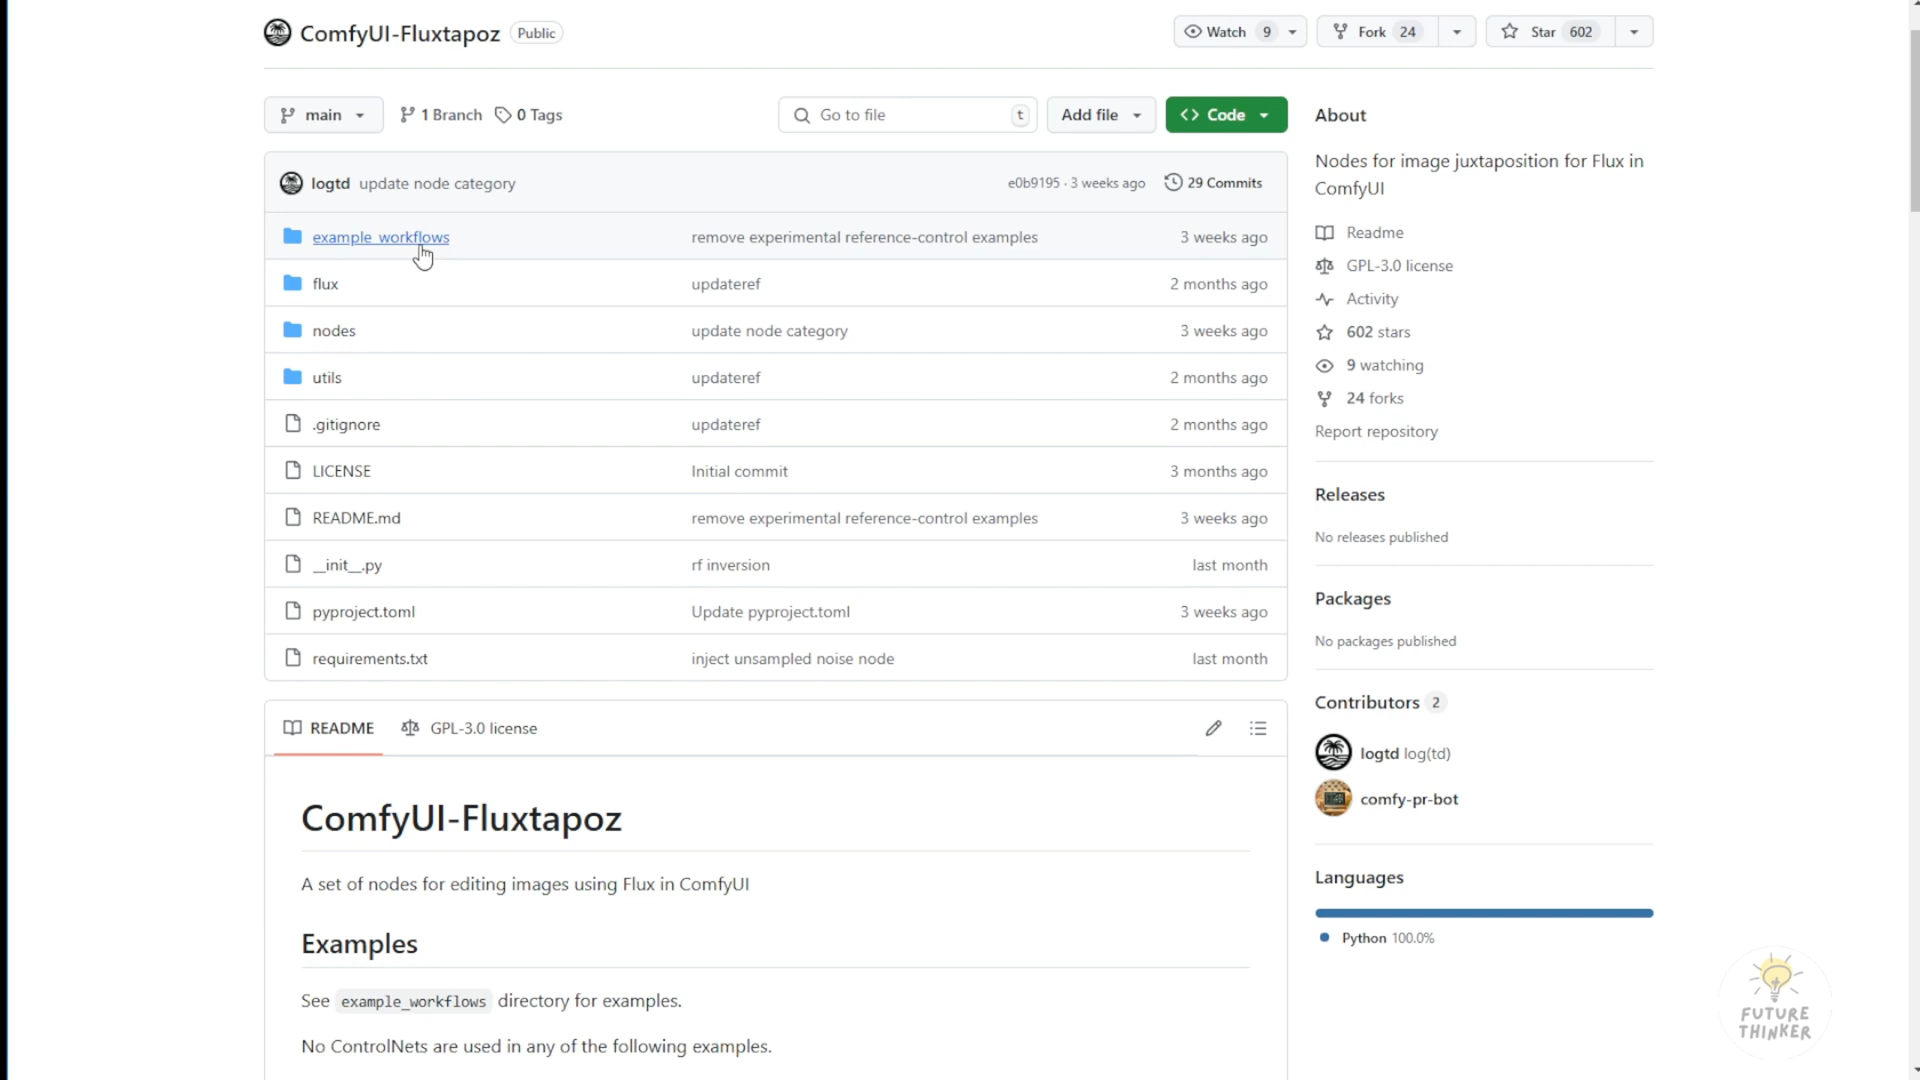 ComfyUI-Fluxtapoz Public
Watch 9
Fork 24
Star 602
main
1 Branch
0 Tags
Go to file t
Add file
<> Code
logtd update node category e0b9195 · 3 weeks ago 29 Commits
example_workflows remove experimental reference-control examples 3 weeks ago
flux updateref 2 months ago
nodes update node category 3 weeks ago
utils updateref 2 months ago
.gitignore updateref 2 months ago
LICENSE Initial commit 3 months ago
README.md remove experimental reference-control examples 3 weeks ago
__init__.py rf inversion last month
pyproject.toml Update pyproject.toml 3 weeks ago
requirements.txt inject unsampled noise node last month
README GPL-3.0 license
ComfyUI-Fluxtapoz
A set of nodes for editing images using Flux in ComfyUI
Examples
See example_workflows directory for examples.
No ControlNets are used in any of the following examples.
About
Nodes for image juxtaposition for Flux in
ComfyUI
Readme
GPL-3.0 license
Activity
602 stars
9 watching
24 forks
Report repository
Releases
No releases published
Packages
No packages published
Contributors 2
logtd log(td)
comfy-pr-bot
Languages
Python 100.0%
FUTURE
THINKER